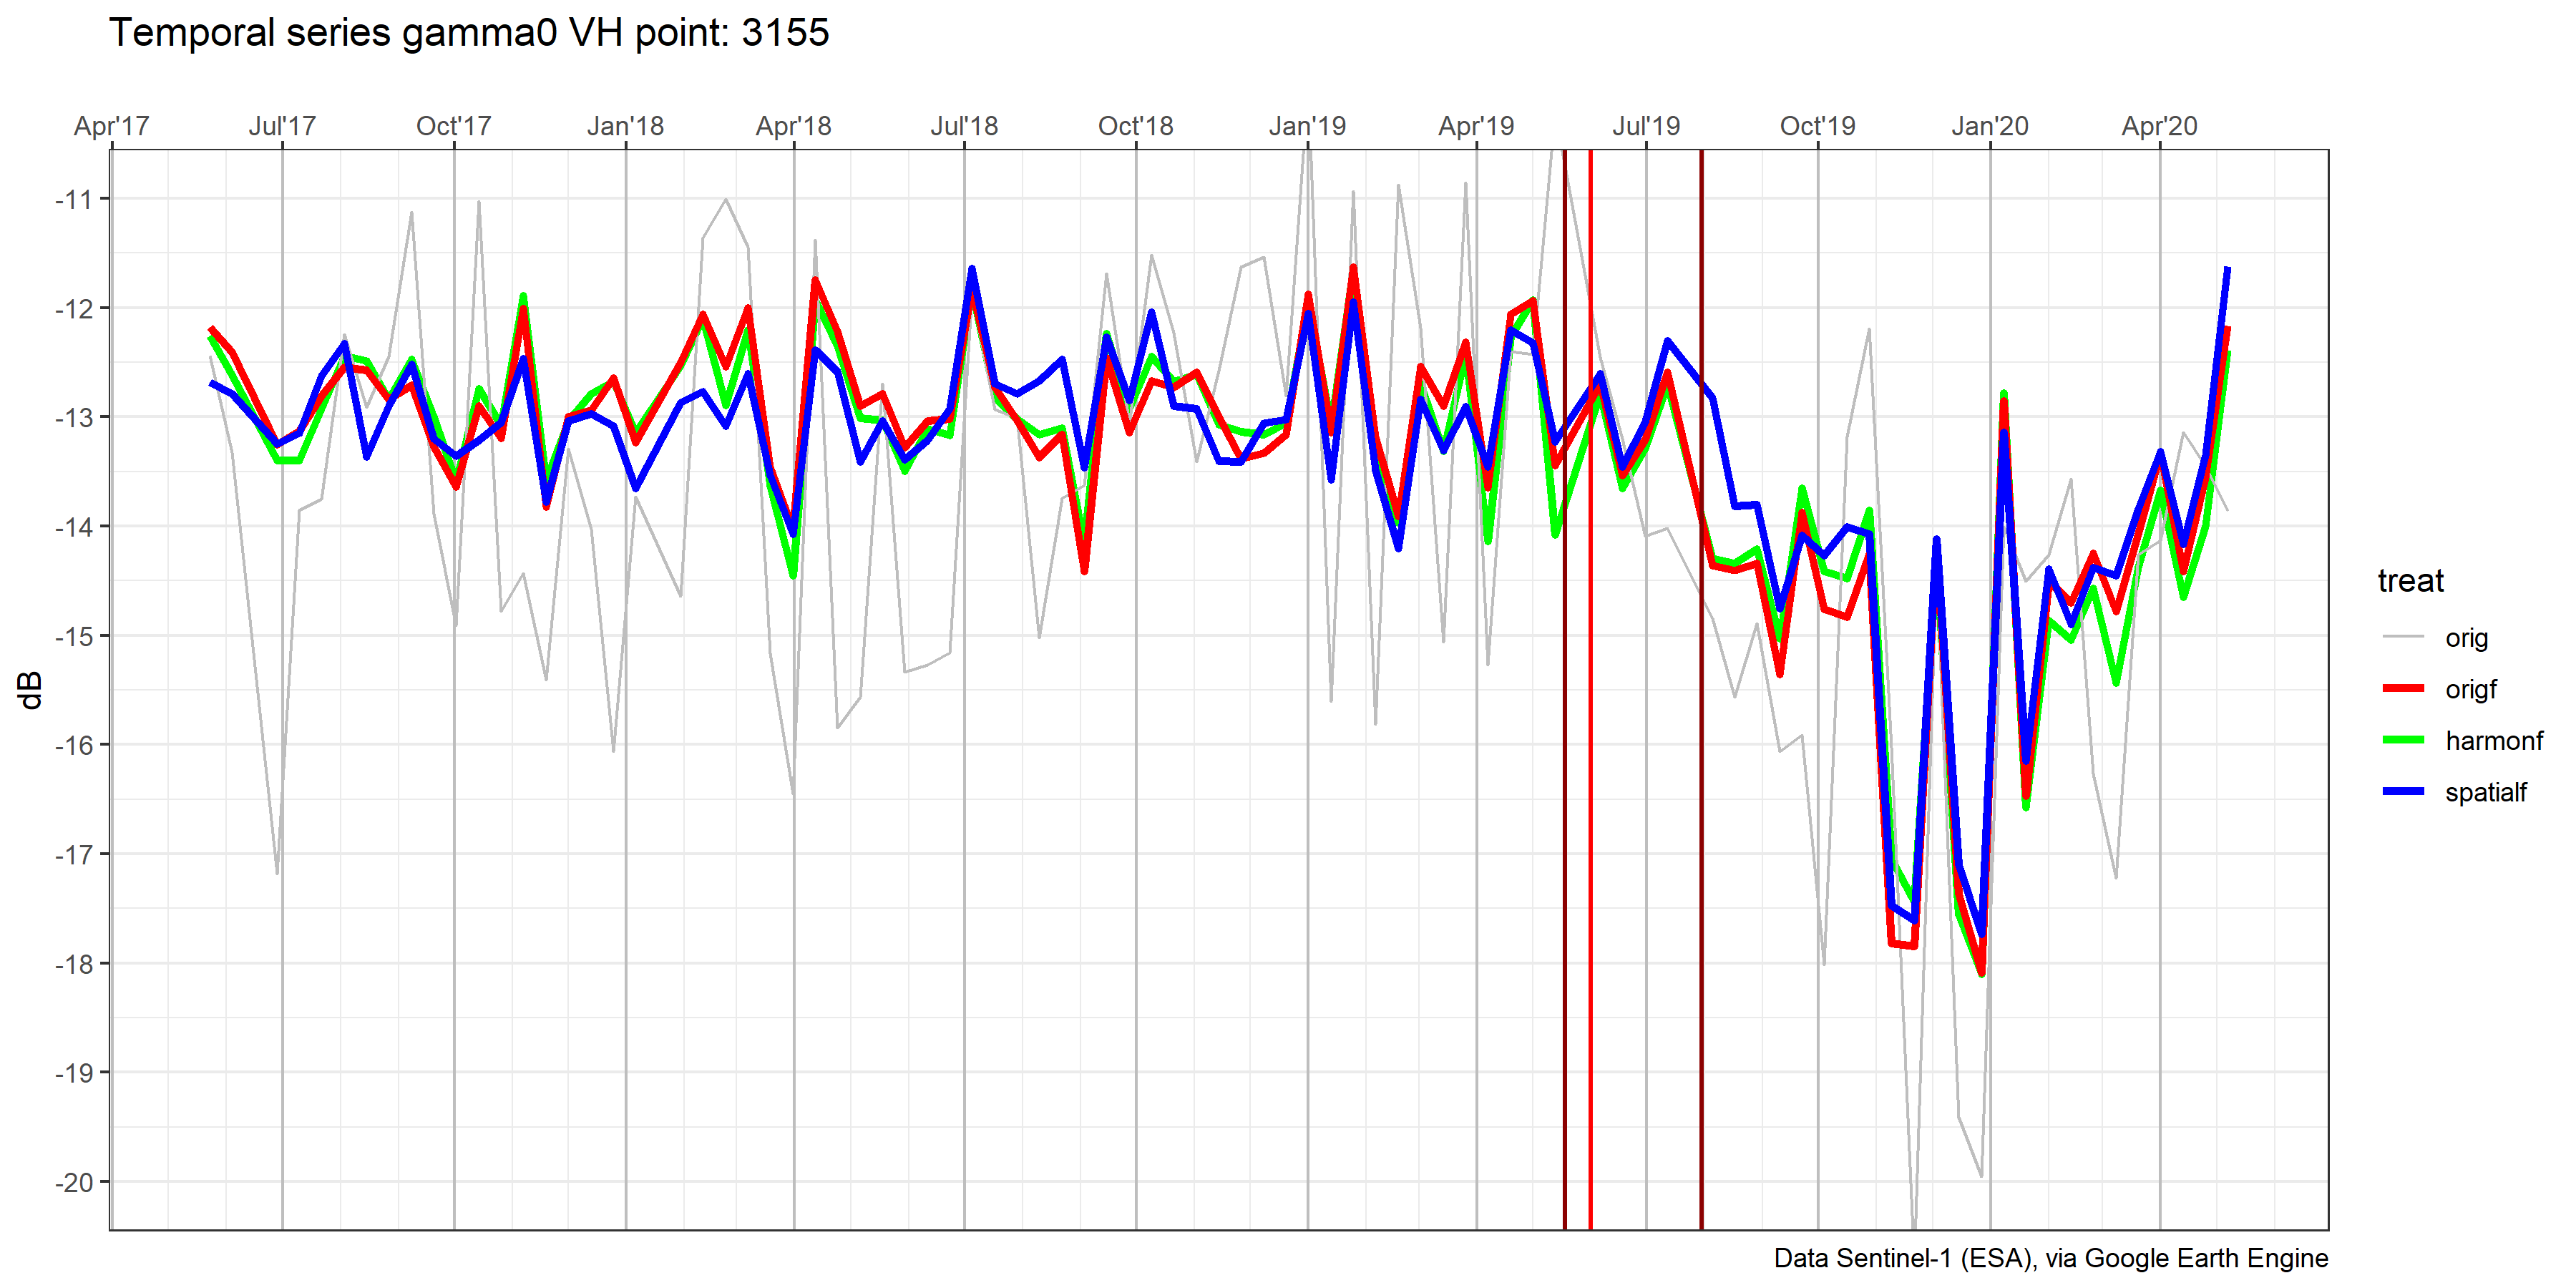 Temporal series gamma0 VH point: 3155
Apr'17 Jul'17 Oct'17 Jan'18 Apr'18 Jul'18 Oct'18 Jan'19 Apr'19 Jul'19 Oct'19 Jan'20 Apr'20
-11
-12
-13
-14
-15
-16
-17
-18
-19
-20
dB
treat
orig
origf
harmonf
spatialf
Data Sentinel-1 (ESA), via Google Earth Engine